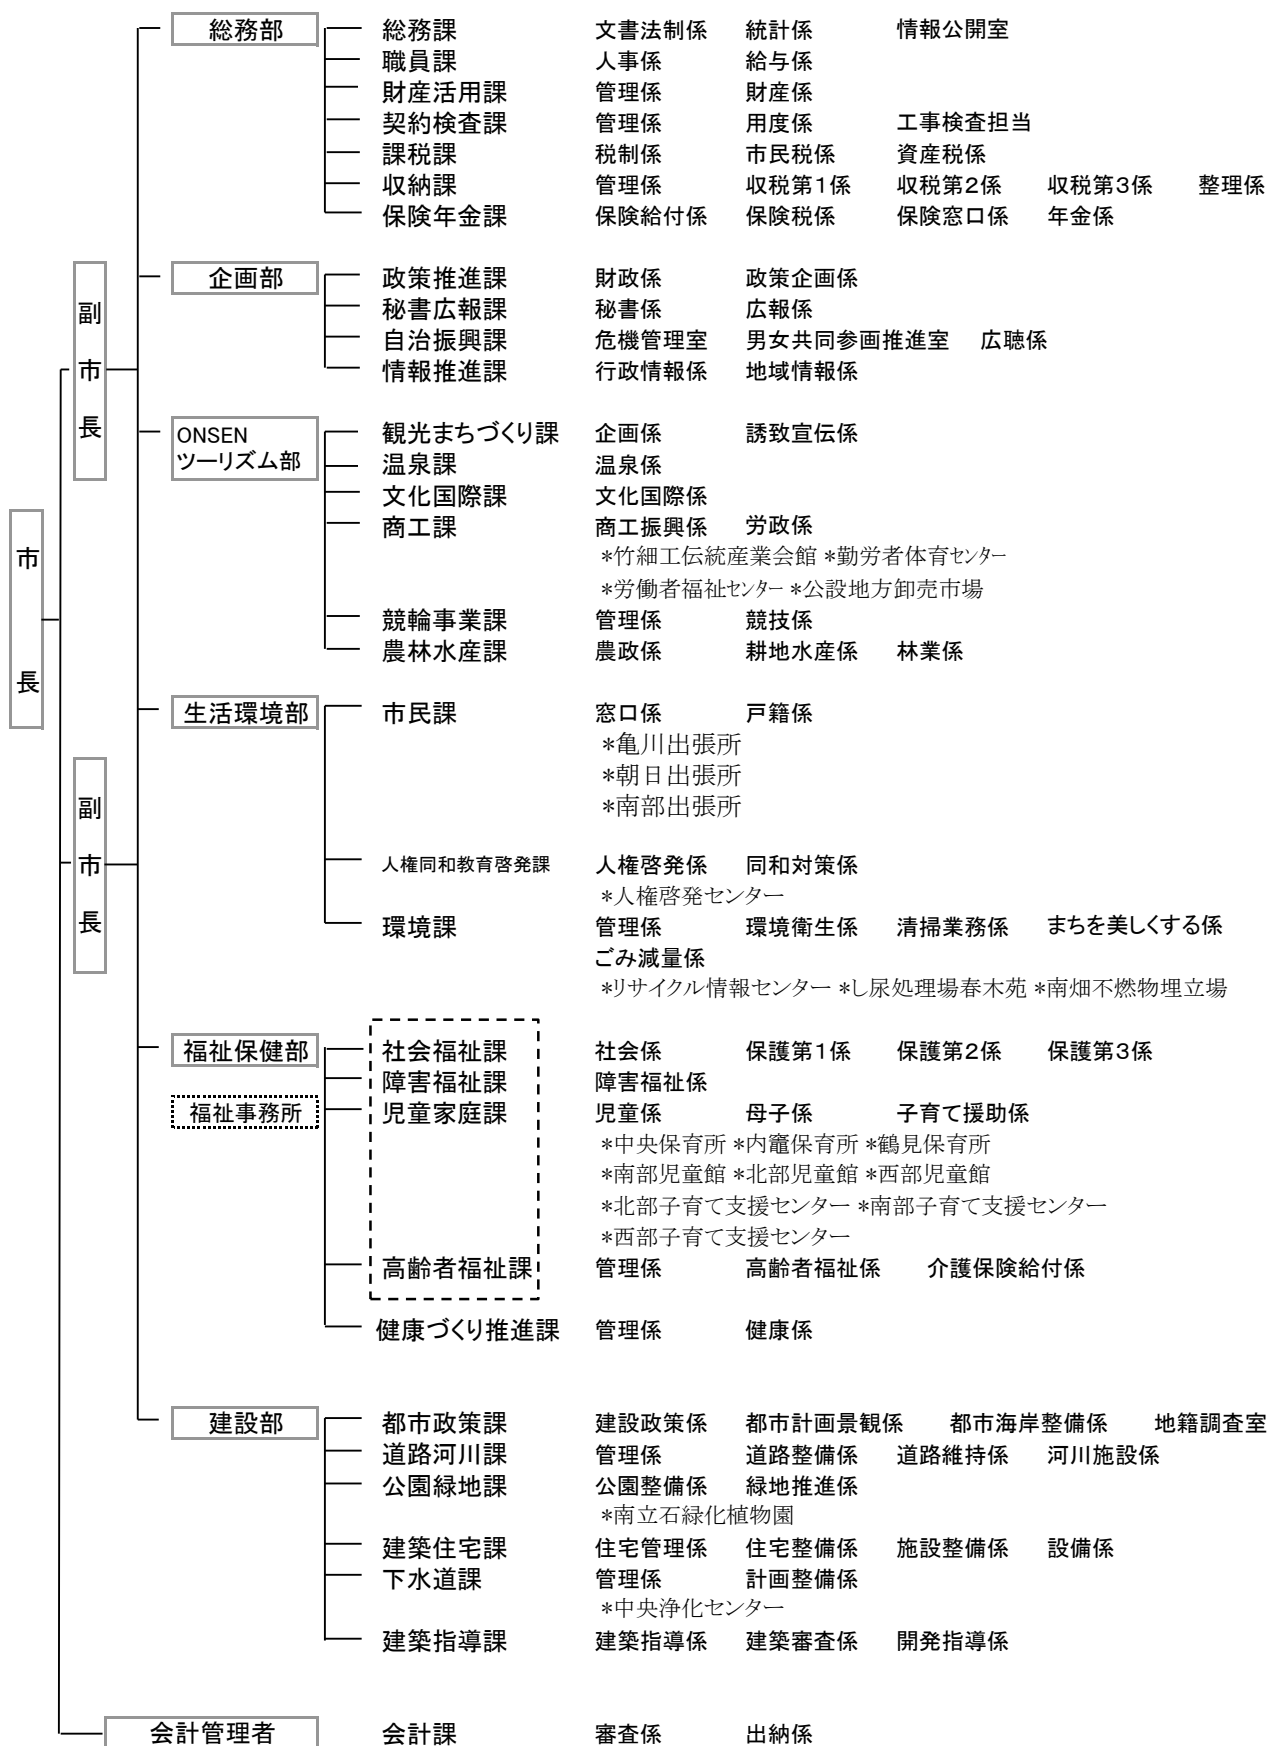 総務部 総務課 文書法制係 統計係 情報公開室
職員課 人事係 給与係
財産活用課 管理係 財産係
契約検査課 管理係 用度係 工事検査担当
課税課 税制係 市民税係 資産税係
収納課 管理係 収税第1係 収税第2係 収税第3係 整理係
保険年金課 保険給付係 保険税係 保険窓口係 年金係
副市長
企画部 政策推進課 財政係 政策企画係
秘書広報課 秘書係 広報係
自治振興課 危機管理室 男女共同参画推進室 広聴係
情報推進課 行政情報係 地域情報係
ONSEN
ツーリズム部
観光まちづくり課 企画係 誘致宣伝係
温泉課 温泉係
文化国際課 文化国際係
市長
商工課 商工振興係 労政係
*竹細工伝統産業会館 *勤労者体育センター
*労働者福祉センター *公設地方卸売市場
競輪事業課 管理係 競技係
農林水産課 農政係 耕地水産係 林業係
生活環境部 市民課 窓口係 戸籍係
*亀川出張所
*朝日出張所
*南部出張所
副市長
人権同和教育啓発課 人権啓発係 同和対策係
*人権啓発センター
環境課 管理係 環境衛生係 清掃業務係 まちを美しくする係
ごみ減量係
*リサイクル情報センター *し尿処理場春木苑 *南畑不燃物埋立場
福祉保健部 社会福祉課 社会係 保護第1係 保護第2係 保護第3係
障害福祉課 障害福祉係
福祉事務所 児童家庭課 児童係 母子係 子育て援助係
*中央保育所 *内竈保育所 *鶴見保育所
*南部児童館 *北部児童館 *西部児童館
*北部子育て支援センター *南部子育て支援センター
*西部子育て支援センター
高齢者福祉課 管理係 高齢者福祉係 介護保険給付係
健康づくり推進課 管理係 健康係
建設部 都市政策課 建設政策係 都市計画景観係 都市海岸整備係 地籍調査室
道路河川課 管理係 道路整備係 道路維持係 河川施設係
公園緑地課 公園整備係 緑地推進係
*南立石緑化植物園
建築住宅課 住宅管理係 住宅整備係 施設整備係 設備係
下水道課 管理係 計画整備係
*中央浄化センター
建築指導課 建築指導係 建築審査係 開発指導係
会計管理者 会計課 審査係 出納係